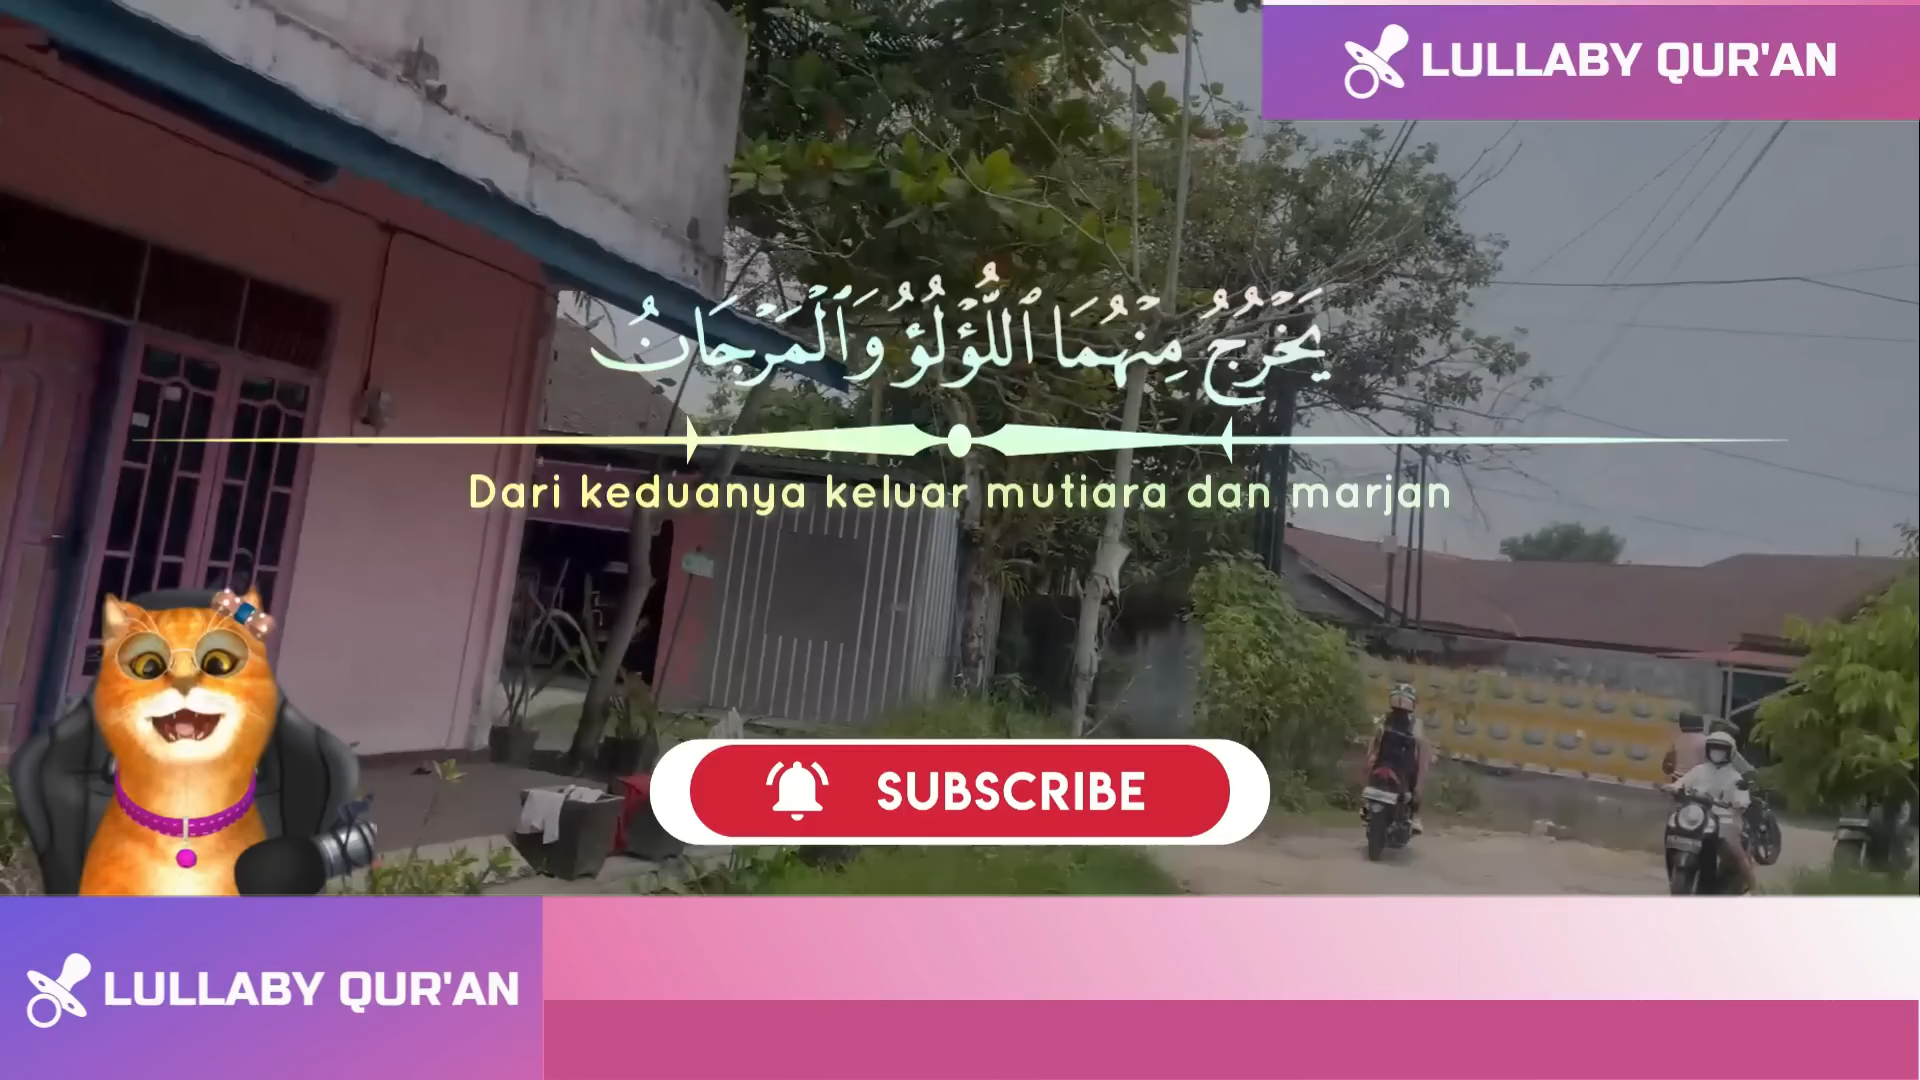 LULLABY QUR'AN
يَخْرُجُ مِنْهُمَا ٱللُّؤْلُؤُ وَٱلْمَرْجَانُ
Dari keduanya keluar mutiara dan marjan
SUBSCRIBE
LULLABY QUR'AN